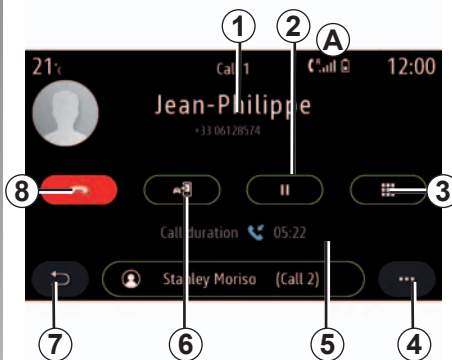 1 2 A
21°c Call 1 12:00
Jean-Philippe
+33 06128574
8 3
Call duration 05:22
Stanley Moriso (Call 2)
7 6 5 4